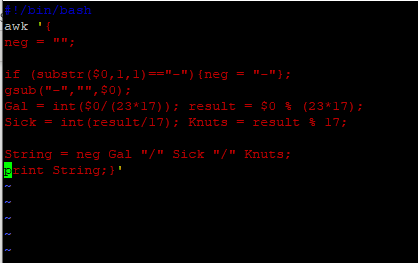 #!/bin/bash
awk '{
neg = "";
if (substr($0,1,1)=="-"){neg = "-"};
gsub("-","",$0);
Gal = int($0/(23*17)); result = $0 % (23*17);
Sick = int(result/17); Knuts = result % 17;
String = neg Gal "/" Sick "/" Knuts;
print String;}'
~
~
~
~
~